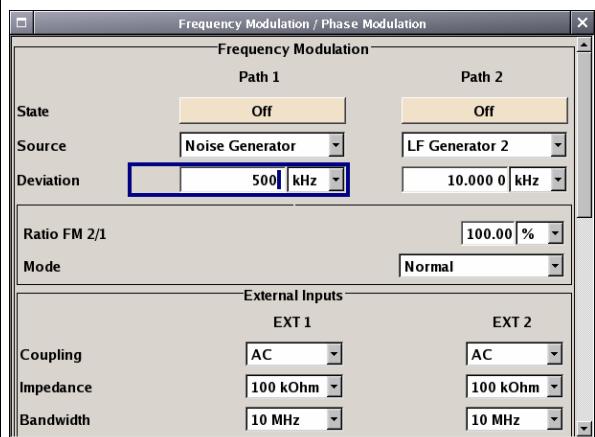 Frequency Modulation / Phase Modulation
Frequency Modulation
Path 1 Path 2
State Off Off
Source Noise Generator LF Generator 2
Deviation 500 kHz 10.000 0 kHz
Ratio FM 2/1 100.00 %
Mode Normal
External Inputs
EXT 1 EXT 2
Coupling AC AC
Impedance 100 kOhm 100 kOhm
Bandwidth 10 MHz 10 MHz